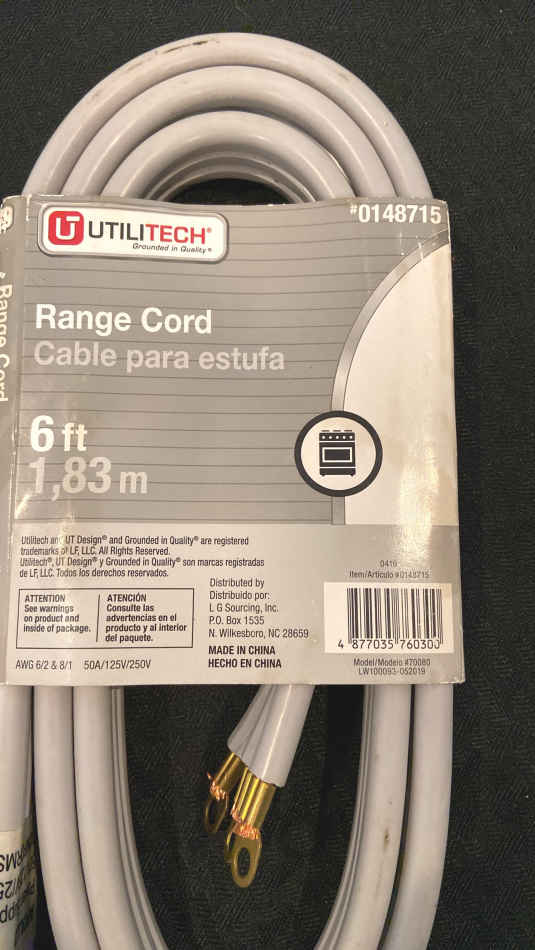 UT UTILITECH®
Grounded in Quality®
#0148715
Range Cord
Range Cord
Cable para estufa
6 ft
1,83 m
Utilitech and UT Design® and Grounded in Quality® are registered
trademarks of LF, LLC. All Rights Reserved.
Utilitech®, UT Design® y Grounded in Quality® son marcas registradas
de LF, LLC. Todos los derechos reservados.
ATTENTION
See warnings
on product and
inside of package.
ATENCIÓN
Consulte las
advertencias en el
producto y al interior
del paquete.
AWG 6/2 & 8/1 50A/125V/250V
Distributed by
Distribuido por:
L G Sourcing, Inc.
P.O. Box 1535
N. Wilkesboro, NC 28659
MADE IN CHINA
HECHO EN CHINA
0419
Item/Artículo #0148715
4 877035 760300
Model/Modelo #70080
LW100093-052019